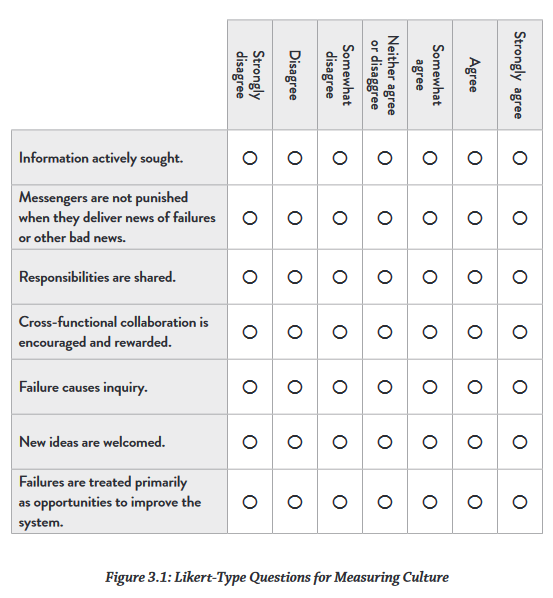 Strongly
disagree
Disagree
Somewhat
disagree
Neither agree
or disaggree
Somewhat
agree
Agree
Strongly agree
Information actively sought.
Messengers are not punished
when they deliver news of failures
or other bad news.
Responsibilities are shared.
Cross-functional collaboration is
encouraged and rewarded.
Failure causes inquiry.
New ideas are welcomed.
Failures are treated primarily
as opportunities to improve the
system.
Figure 3.1: Likert-Type Questions for Measuring Culture